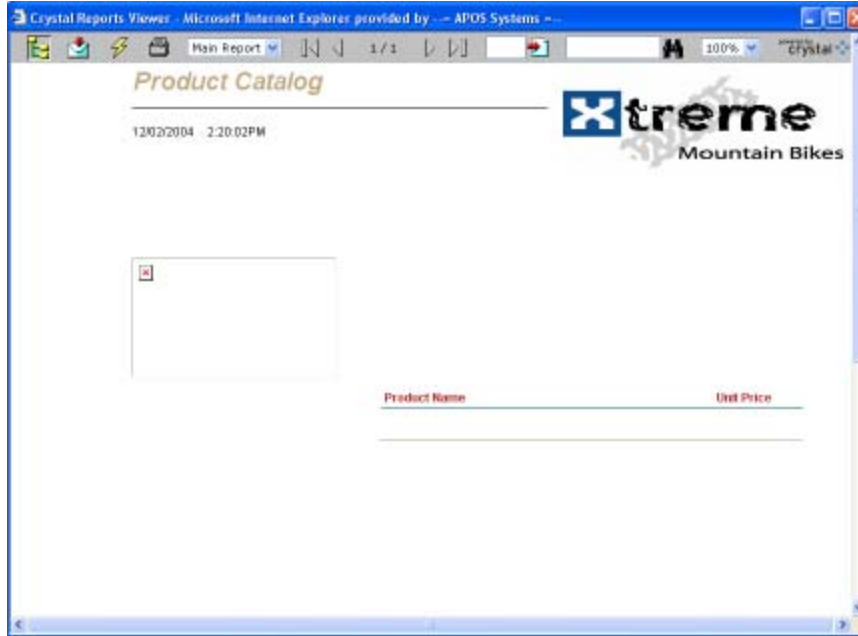 Crystal Reports Viewer - Microsoft Internet Explorer provided by --= APOS Systems =--
Main Report 1/1 100% crystal
Product Catalog
12/02/2004 2:20:02PM
Xtreme
Mountain Bikes
Product Name Unit Price